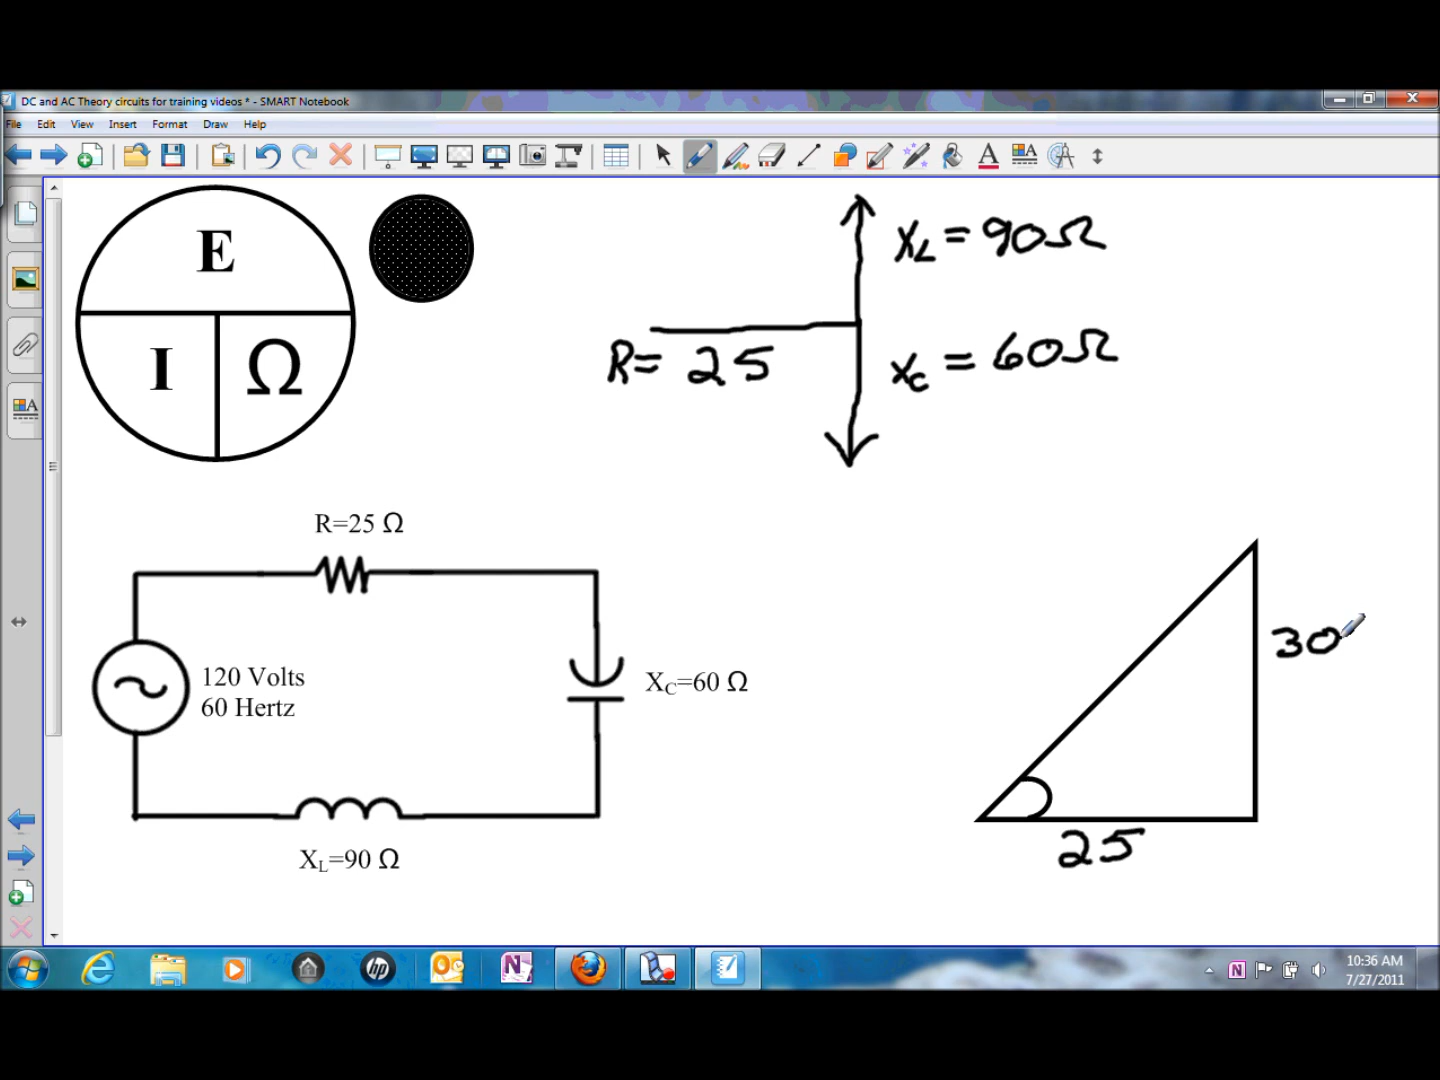 DC and AC Theory circuits for training videos * - SMART Notebook
File Edit View Insert Format Draw Help
E
I Ω
XL = 90Ω
R= 25
XC = 60Ω
R=25 Ω
120 Volts
60 Hertz
XC=60 Ω
XL=90 Ω
30
25
10:36 AM
7/27/2011